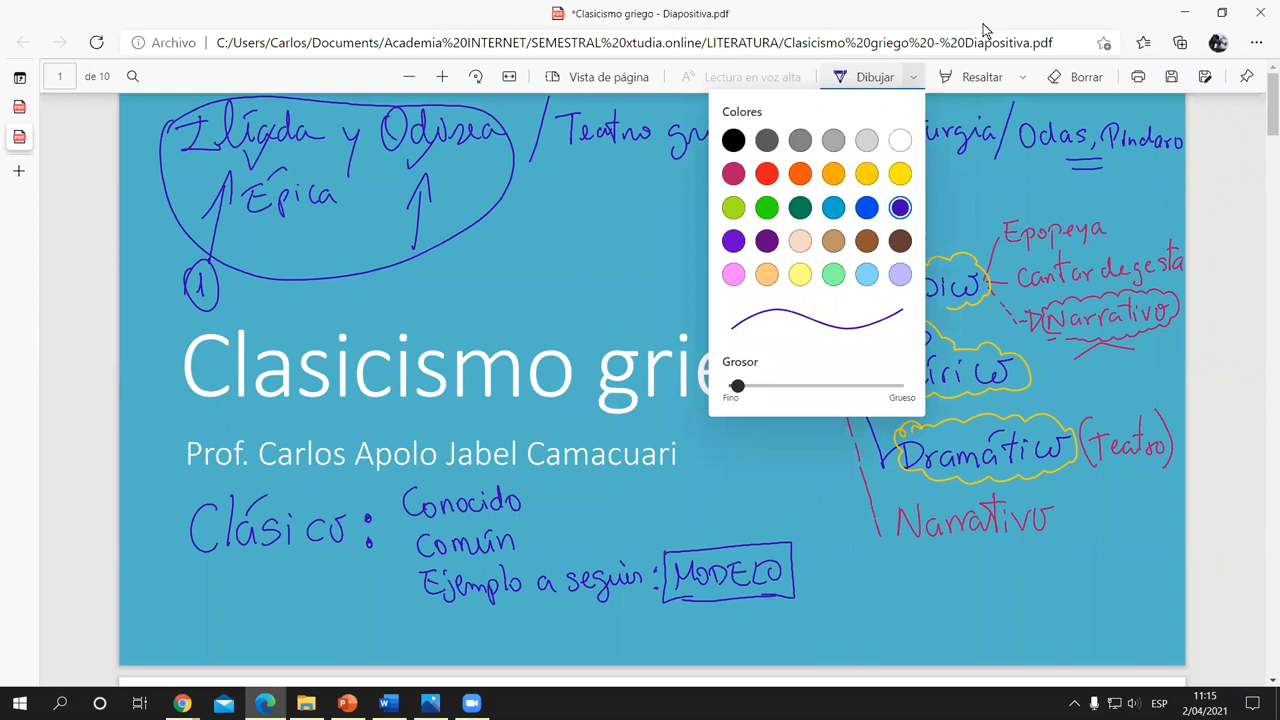 *Clasicismo griego - Diapositiva.pdf
Archivo
C:/Users/Carlos/Documents/Academia%20INTERNET/SEMESTRAL%20xtudia.online/LITERATURA/Clasicismo%20griego%20-%20Diapositiva.pdf
1 de 10
Vista de página
Lectura en voz alta
Dibujar
Resaltar
Borrar
Colores
Grosor
Fino
Grueso
Ilíada y Odisea / Teatro
Odas, Píndaro
Épica
1
Epopeya
Cantar de gesta
Narrativo
Clasicismo
Prof. Carlos Apolo Jabel Camacuari
Dramático (Teatro)
Narrativo
Clásico:
Conocido
Común
Ejemplo a seguir: MODELO
ESP
11:15
2/04/2021